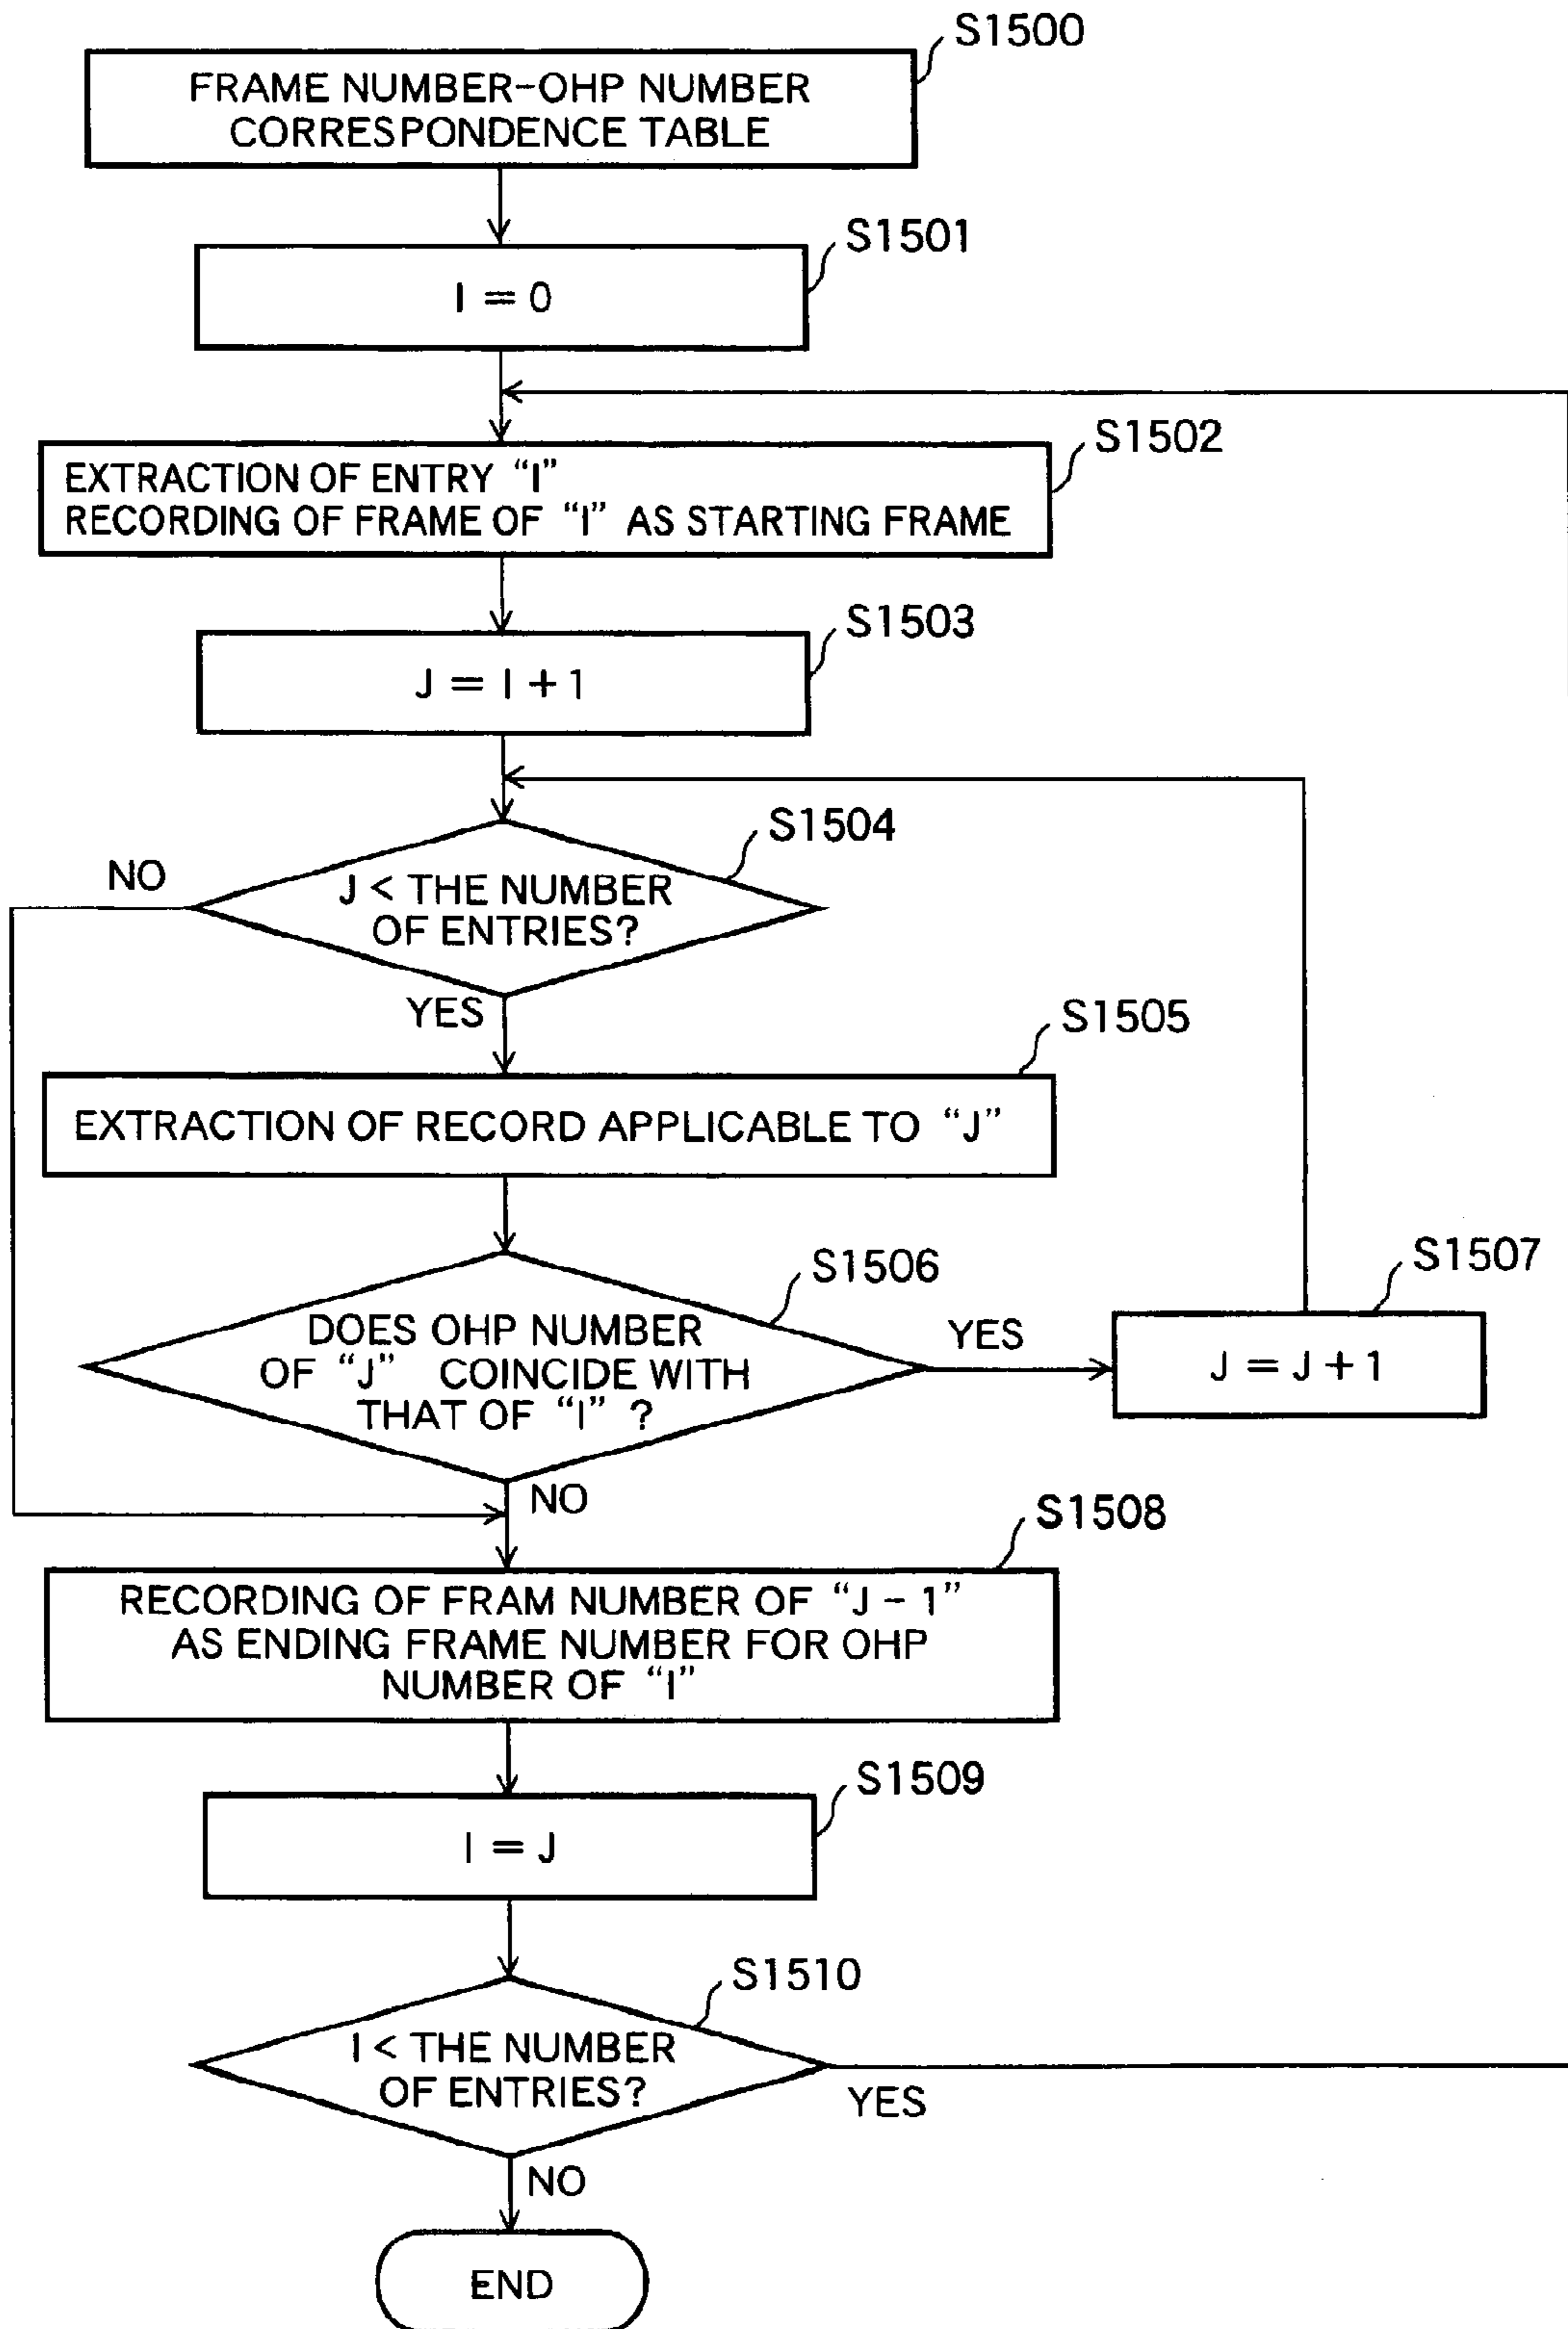 S1500
FRAME NUMBER-OHP NUMBER
CORRESPONDENCE TABLE
S1501
I = 0
S1502
EXTRACTION OF ENTRY “I”
RECORDING OF FRAME OF “I” AS STARTING FRAME
S1503
J = I + 1
S1504
NO
J < THE NUMBER
OF ENTRIES?
YES
S1505
EXTRACTION OF RECORD APPLICABLE TO “J”
S1506
DOES OHP NUMBER
OF “J” COINCIDE WITH
THAT OF “I” ?
YES
S1507
J = J + 1
NO
S1508
RECORDING OF FRAM NUMBER OF “J - 1”
AS ENDING FRAME NUMBER FOR OHP
NUMBER OF “I”
S1509
I = J
S1510
I < THE NUMBER
OF ENTRIES?
YES
NO
END